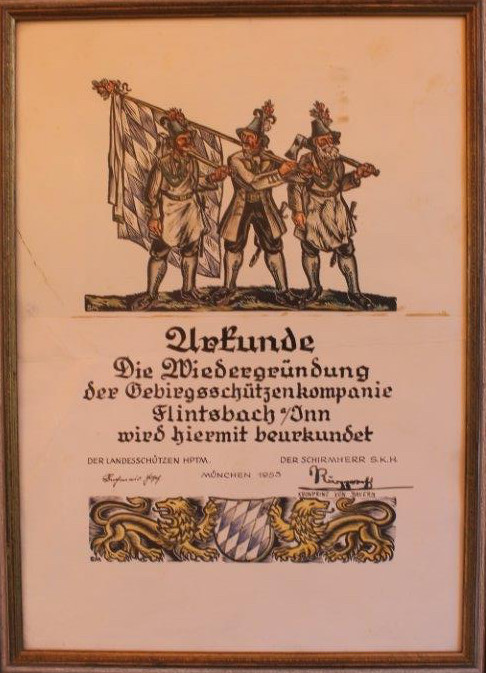 Urkunde
Die Wiedergründung
der Gebirgsschützenkompanie
Flintsbach a/Inn
wird hiermit beurkundet
DER LANDESSCHÜTZEN HPTM. DER SCHIRMHERR S.K.H.
MÜNCHEN 1955
KRONPRINZ VON BAYERN